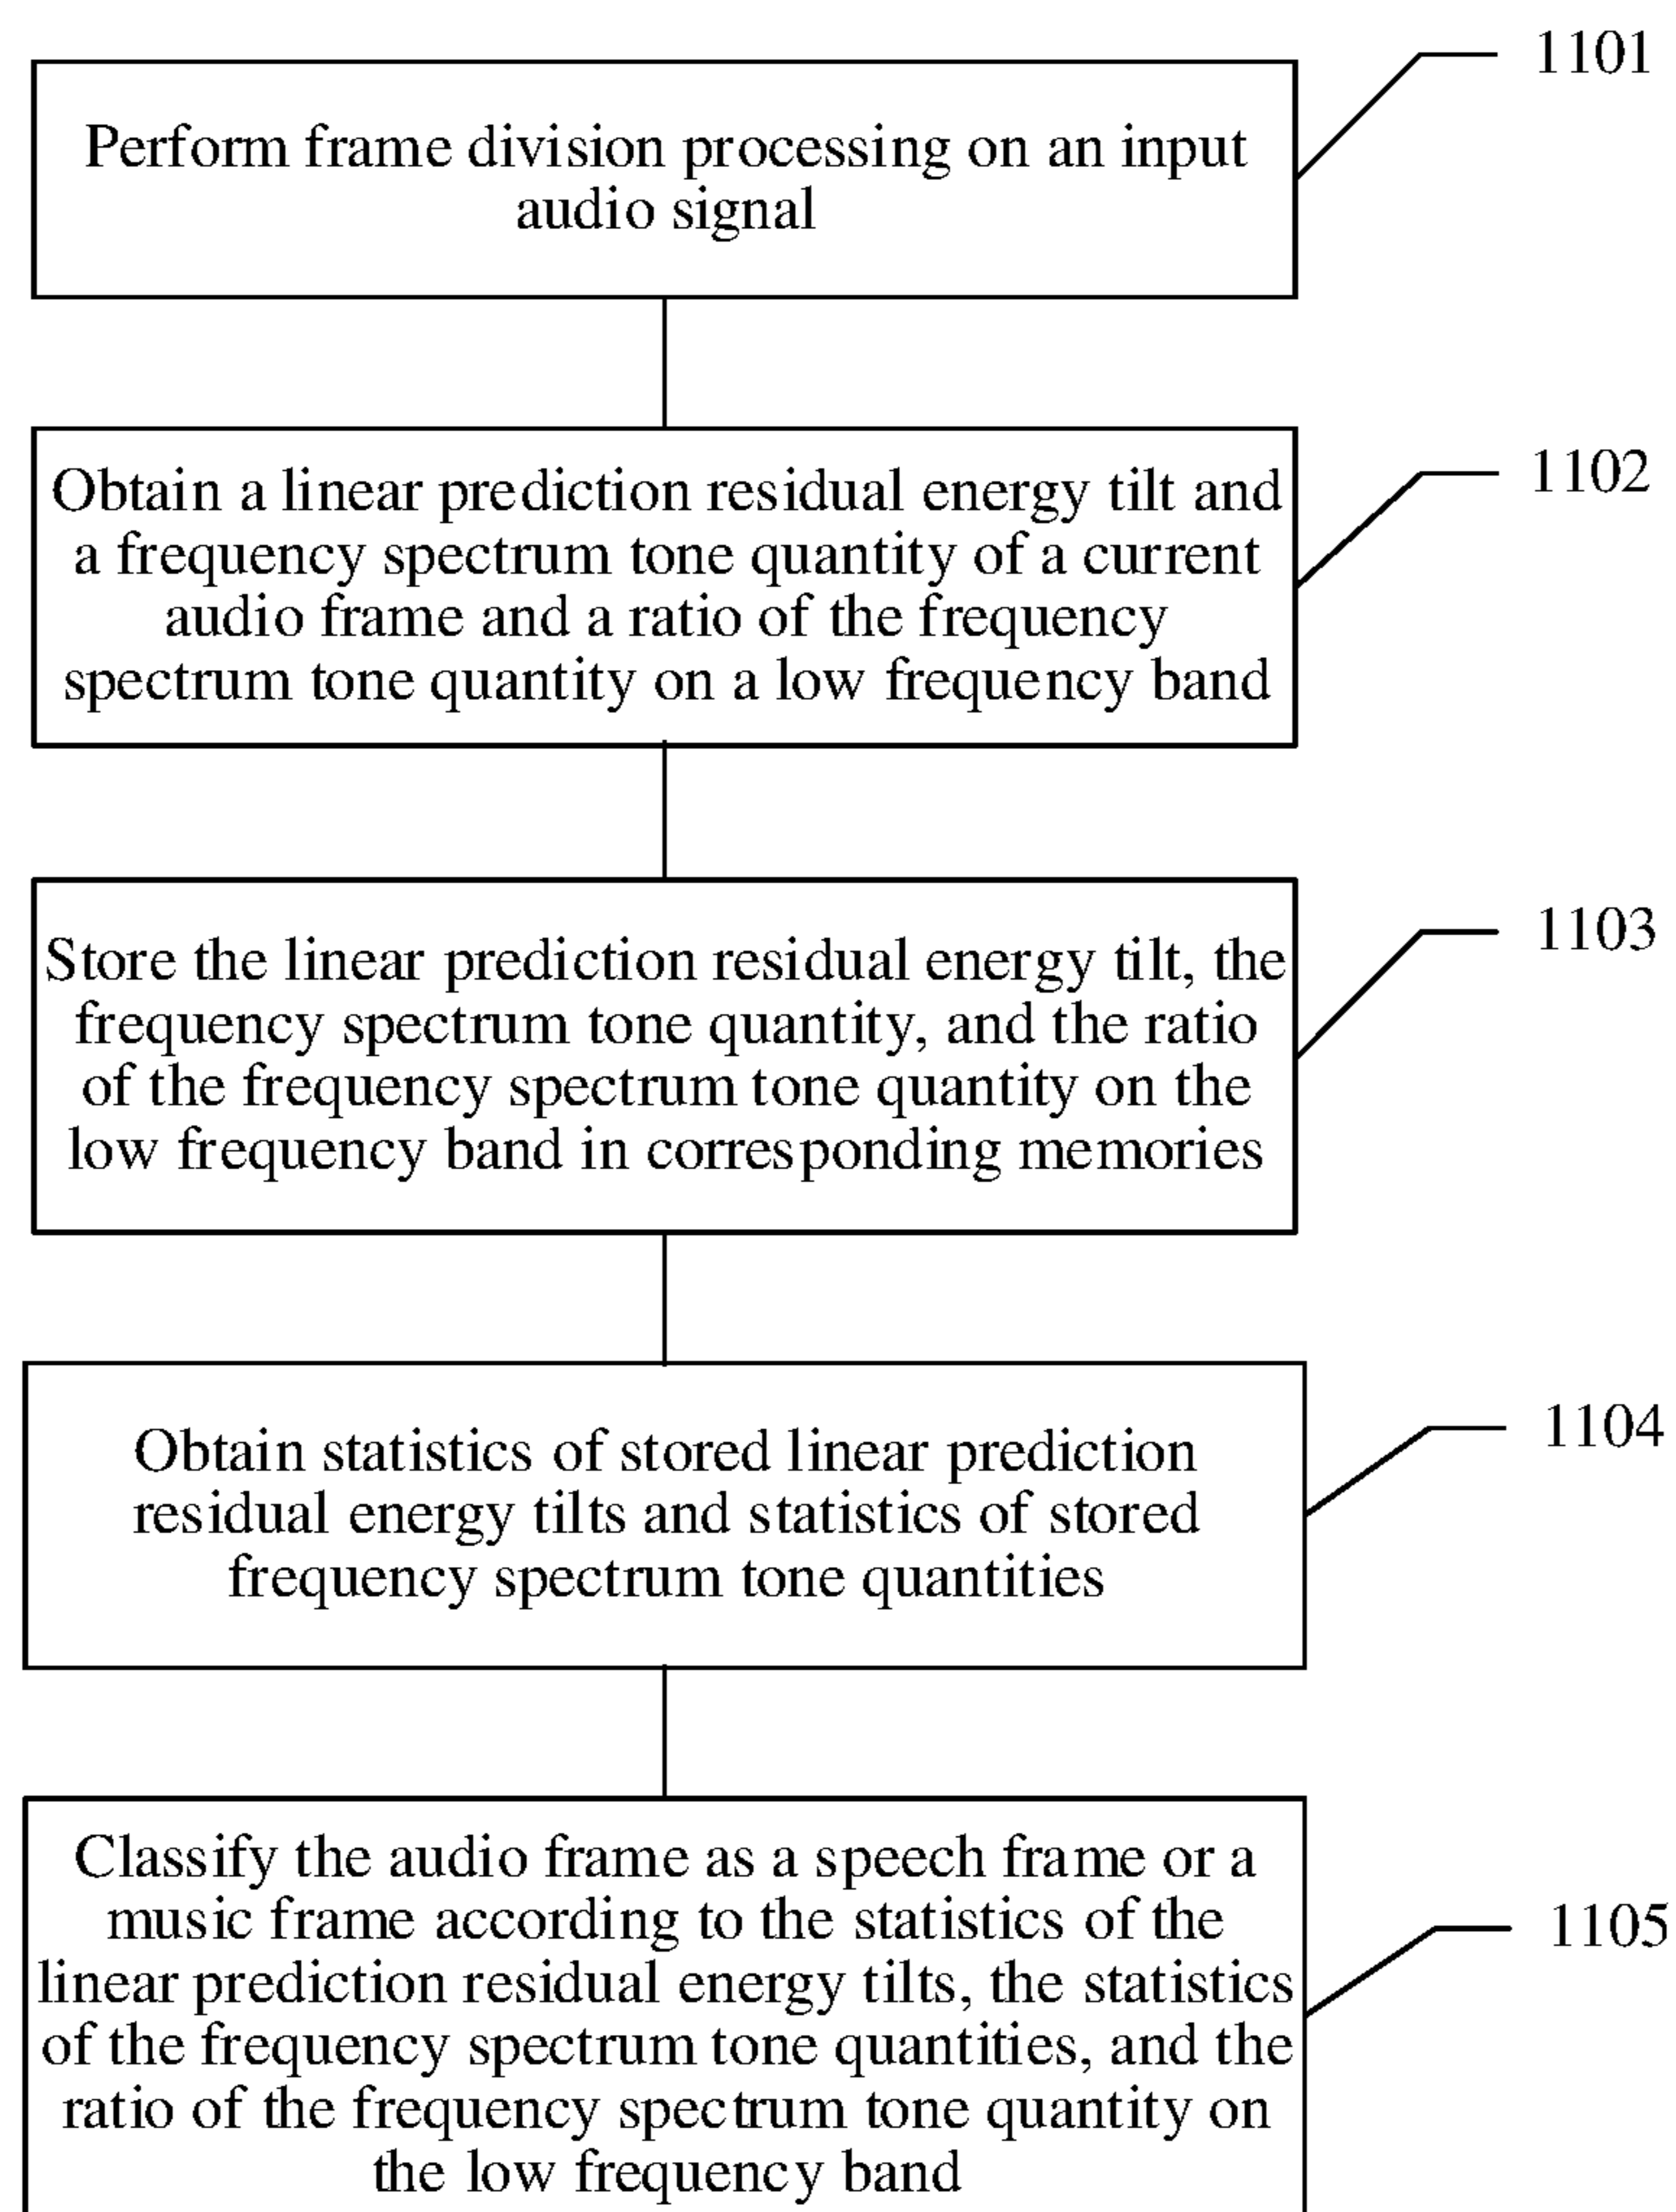 1101
Perform frame division processing on an input
audio signal
1102
Obtain a linear prediction residual energy tilt and
a frequency spectrum tone quantity of a current
audio frame and a ratio of the frequency
spectrum tone quantity on a low frequency band
1103
Store the linear prediction residual energy tilt, the
frequency spectrum tone quantity, and the ratio
of the frequency spectrum tone quantity on the
low frequency band in corresponding memories
1104
Obtain statistics of stored linear prediction
residual energy tilts and statistics of stored
frequency spectrum tone quantities
1105
Classify the audio frame as a speech frame or a
music frame according to the statistics of the
linear prediction residual energy tilts, the statistics
of the frequency spectrum tone quantities, and the
ratio of the frequency spectrum tone quantity on
the low frequency band